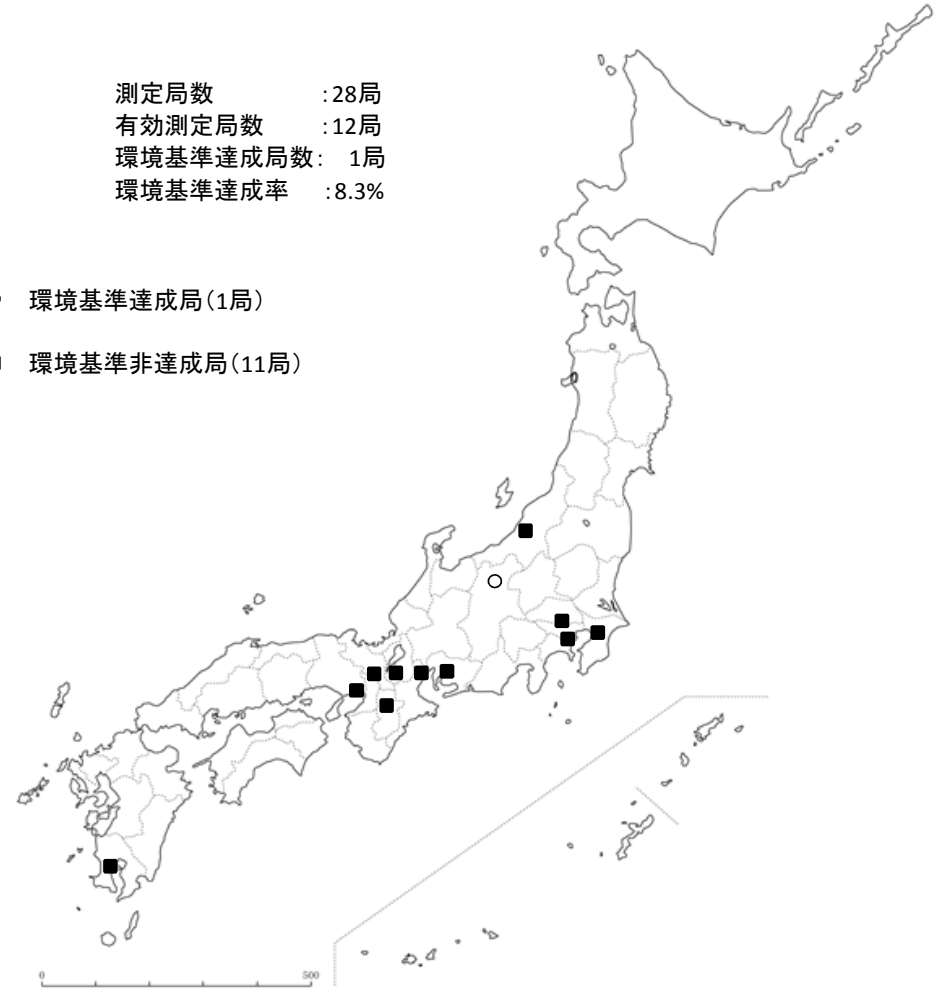 測定局数　　　　:28局
有効測定局数　　:12局
環境基準達成局数:　1局
環境基準達成率　:8.3%
環境基準達成局(1局)
環境基準非達成局(11局)
0 500